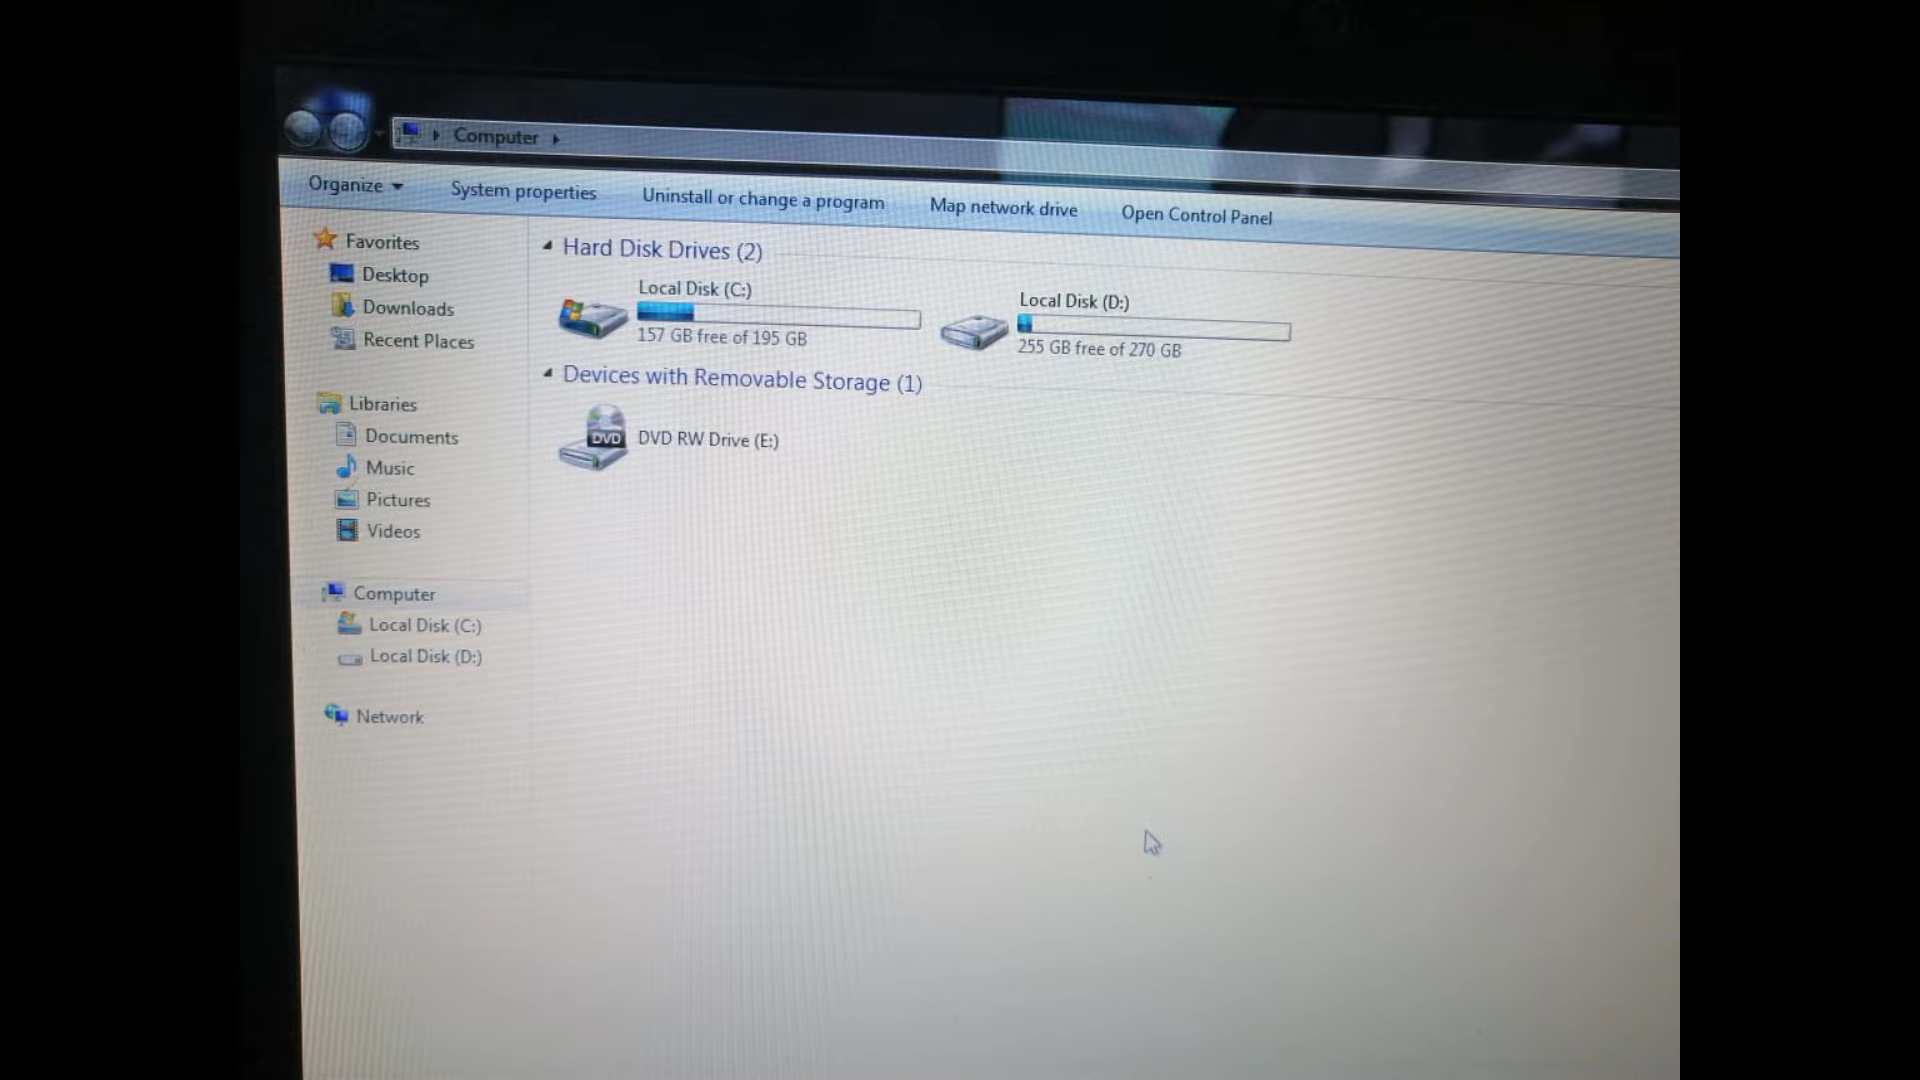 Computer
Organize
System properties
Uninstall or change a program
Map network drive
Open Control Panel
Favorites
Desktop
Downloads
Recent Places
Libraries
Documents
Music
Pictures
Videos
Computer
Local Disk (C:)
Local Disk (D:)
Network
Hard Disk Drives (2)
Local Disk (C:)
157 GB free of 195 GB
Local Disk (D:)
255 GB free of 270 GB
Devices with Removable Storage (1)
DVD
DVD RW Drive (E:)